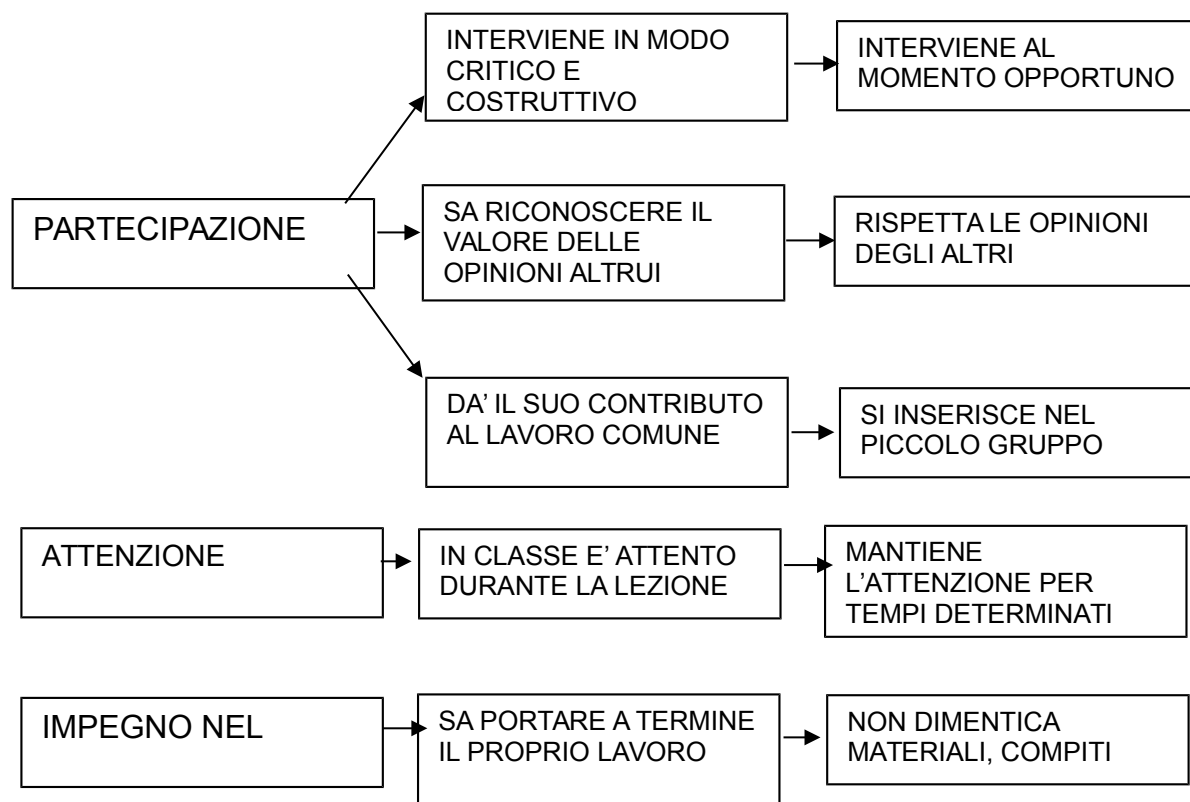 INTERVIENE IN MODO
CRITICO E
COSTRUTTIVO
INTERVIENE AL
MOMENTO OPPORTUNO
PARTECIPAZIONE
SA RICONOSCERE IL
VALORE DELLE
OPINIONI ALTRUI
RISPETTA LE OPINIONI
DEGLI ALTRI
DA' IL SUO CONTRIBUTO
AL LAVORO COMUNE
SI INSERISCE NEL
PICCOLO GRUPPO
ATTENZIONE
IN CLASSE E' ATTENTO
DURANTE LA LEZIONE
MANTIENE
L'ATTENZIONE PER
TEMPI DETERMINATI
IMPEGNO NEL
SA PORTARE A TERMINE
IL PROPRIO LAVORO
NON DIMENTICA
MATERIALI, COMPITI